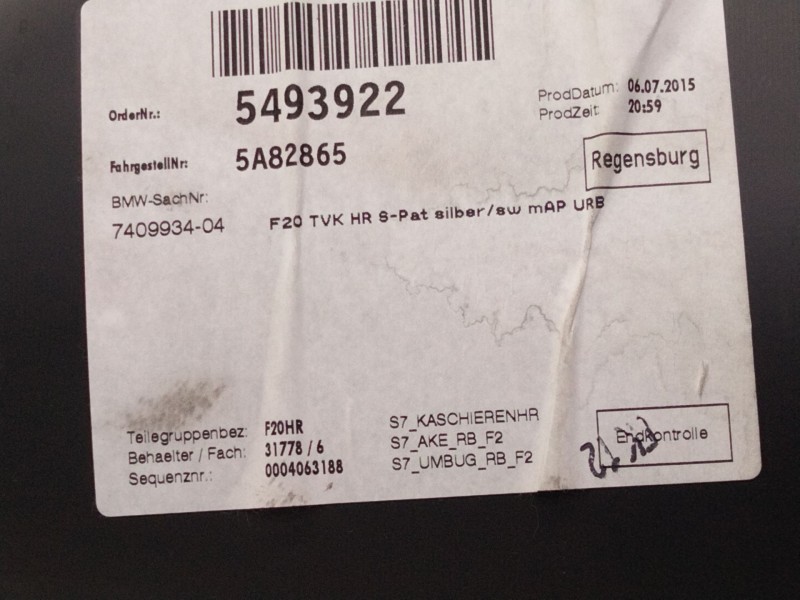 OrderNr.: 5493922
ProdDatum: 06.07.2015
ProdZeit: 20:59
FahrgestellNr: 5A82865
Regensburg
BMW-SachNr:
7409934-04 F20 TVK HR S-Pat silber/sw mAP URB
Teilegruppenbez: F20HR
Behaelter / Fach: 31778 / 6
Sequenznr.: 0004063188
S7_KASCHIERENHR
S7_AKE_RB_F2
S7_UMBUG_RB_F2
Endkontrolle